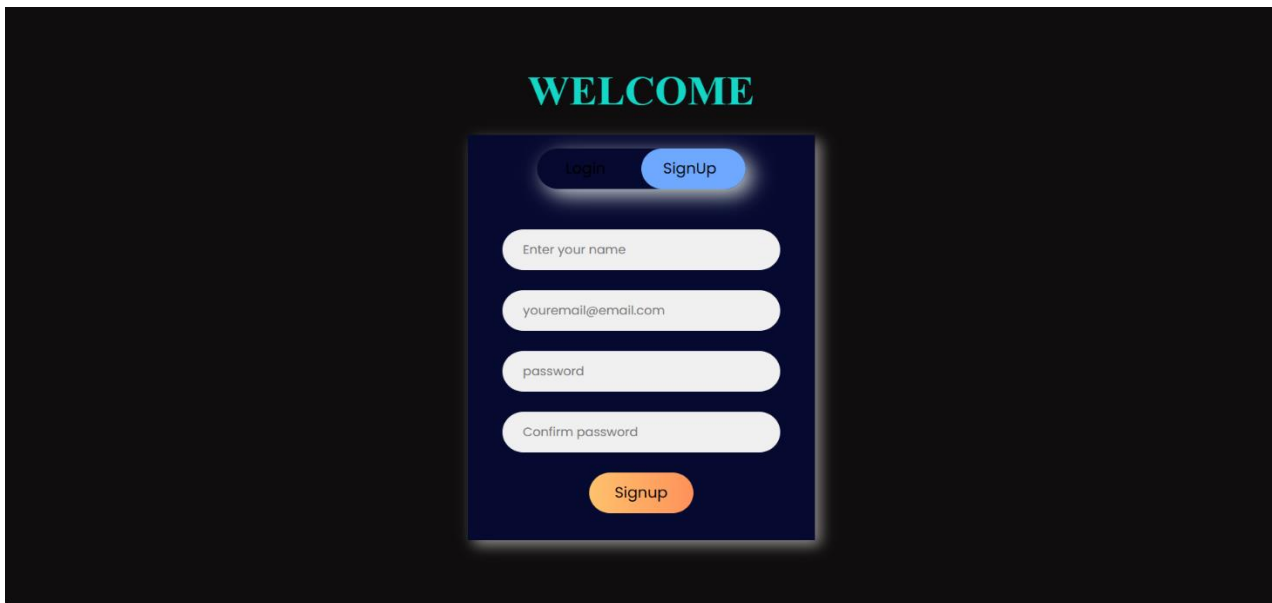 WELCOME
Login SignUp
Enter your name
youremail@email.com
password
Confirm password
Signup